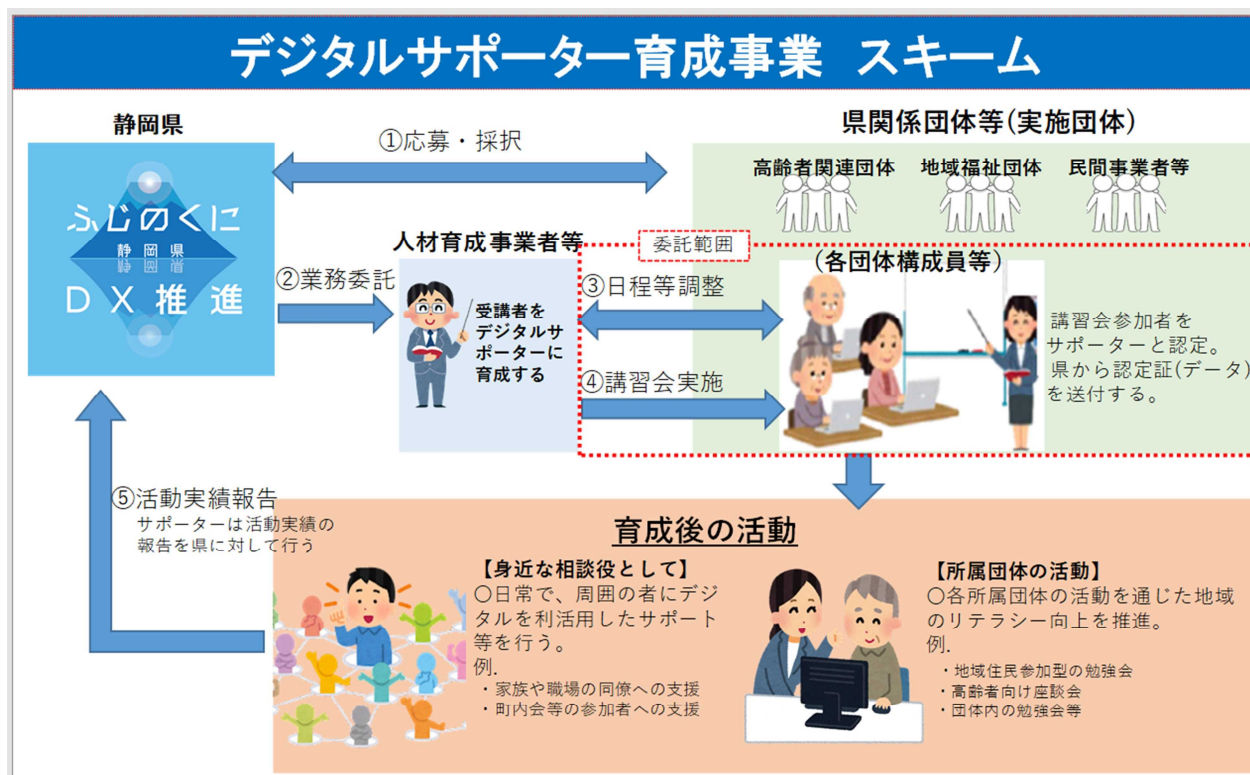 デジタルサポーター育成事業 スキーム
静岡県
ふじのくに
静岡県
静岡県
DX推進
①応募・採択
県関係団体等(実施団体)
高齢者関連団体
地域福祉団体
民間事業者等
人材育成事業者等
委託範囲
②業務委託
受講者を
デジタルサ
ポーターに
育成する
③日程等調整
④講習会実施
(各団体構成員等)
講習会参加者を
サポーターと認定。
県から認定証(データ)
を送付する。
⑤活動実績報告
サポーターは活動実績の
報告を県に対して行う
育成後の活動
【身近な相談役として】
〇日常で、周囲の者にデジ
タルを利活用したサポート
等を行う。
例.
・家族や職場の同僚への支援
・町内会等の参加者への支援
【所属団体の活動】
〇各所属団体の活動を通じた地域
のリテラシー向上を推進。
例.
・地域住民参加型の勉強会
・高齢者向け座談会
・団体内の勉強会等